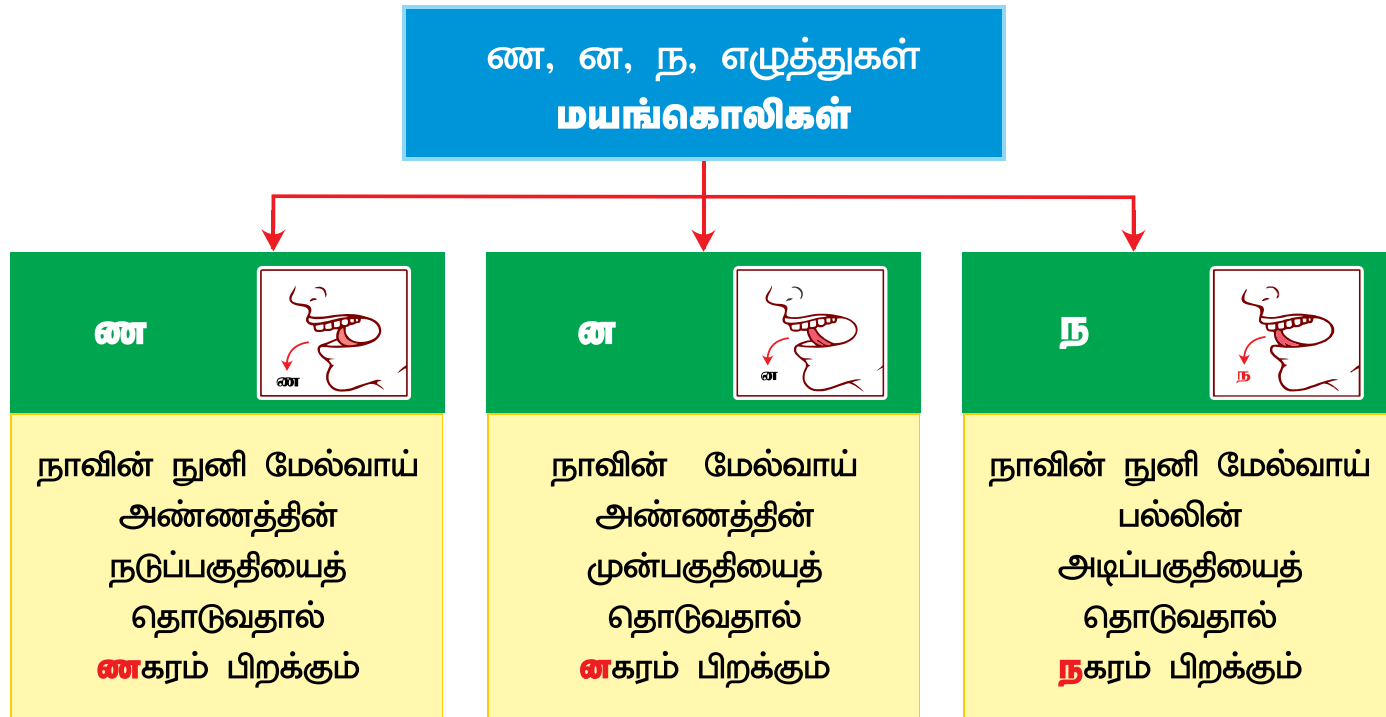 ண, ன, ந, எழுத்துகள்
மயங்கொலிகள்
ண
ண
நாவின் நுனி மேல்வாய்
அண்ணத்தின்
நடுப்பகுதியைத்
தொடுவதால்
ணகரம் பிறக்கும்
ன
ன
நாவின் மேல்வாய்
அண்ணத்தின்
முன்பகுதியைத்
தொடுவதால்
னகரம் பிறக்கும்
ந
ந
நாவின் நுனி மேல்வாய்
பல்லின்
அடிப்பகுதியைத்
தொடுவதால்
நகரம் பிறக்கும்